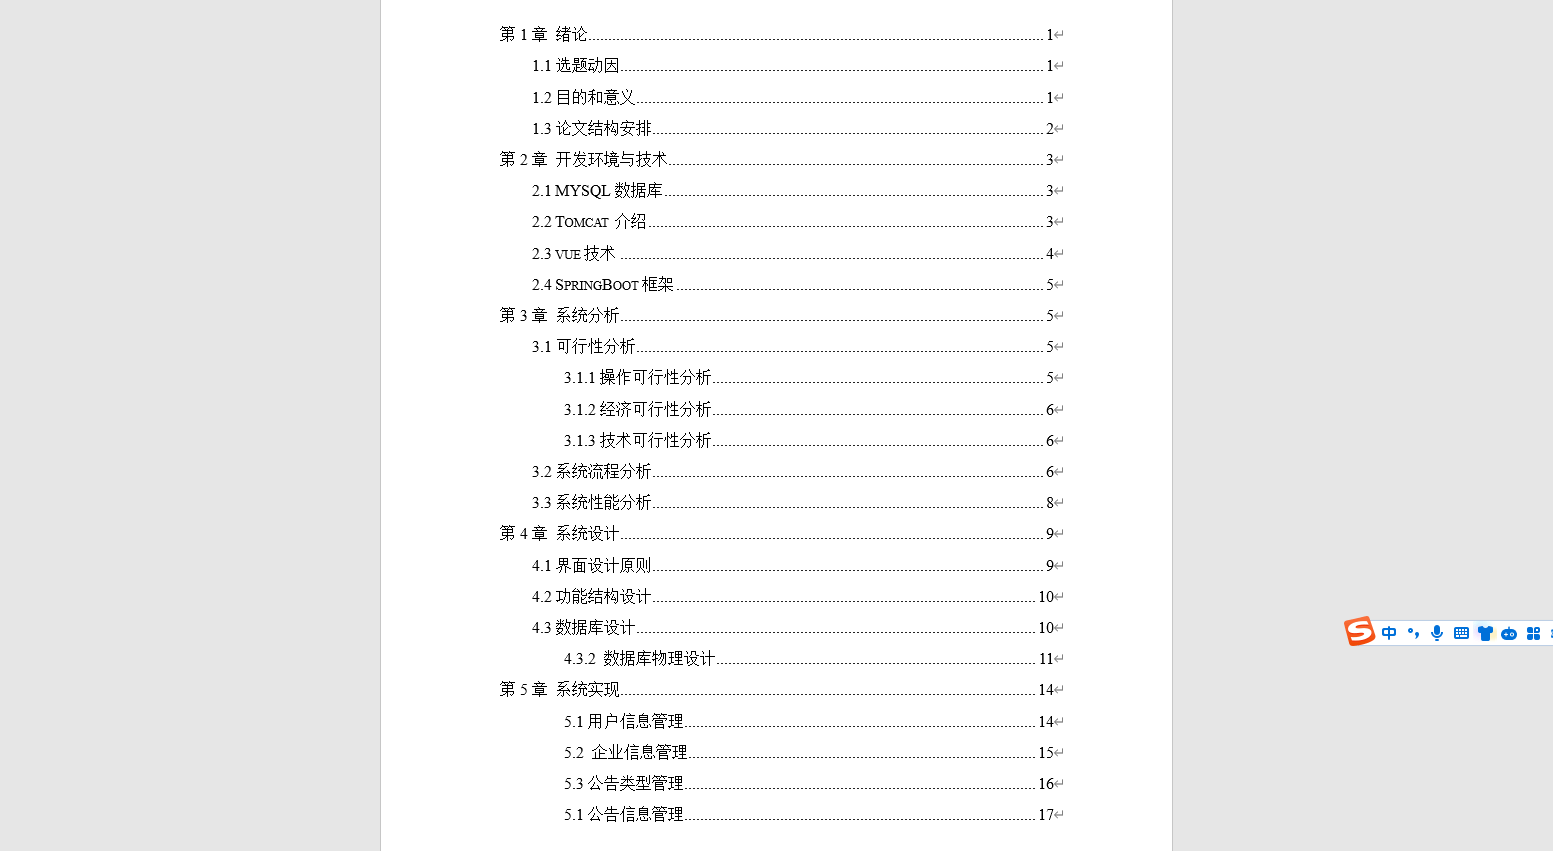 第 1 章  绪论 1
1.1 选题动因 1
1.2 目的和意义 1
1.3 论文结构安排 2
第 2 章  开发环境与技术 3
2.1 MYSQL 数据库 3
2.2 TOMCAT 介绍 3
2.3 VUE 技术 4
2.4 SPRINGBOOT 框架 5
第 3 章  系统分析 5
3.1 可行性分析 5
3.1.1 操作可行性分析 5
3.1.2 经济可行性分析 6
3.1.3 技术可行性分析 6
3.2 系统流程分析 6
3.3 系统性能分析 8
第 4 章  系统设计 9
4.1 界面设计原则 9
4.2 功能结构设计 10
4.3 数据库设计 10
4.3.2  数据库物理设计 11
第 5 章  系统实现 14
5.1 用户信息管理 14
5.2  企业信息管理 15
5.3 公告类型管理 16
5.1 公告信息管理 17
中